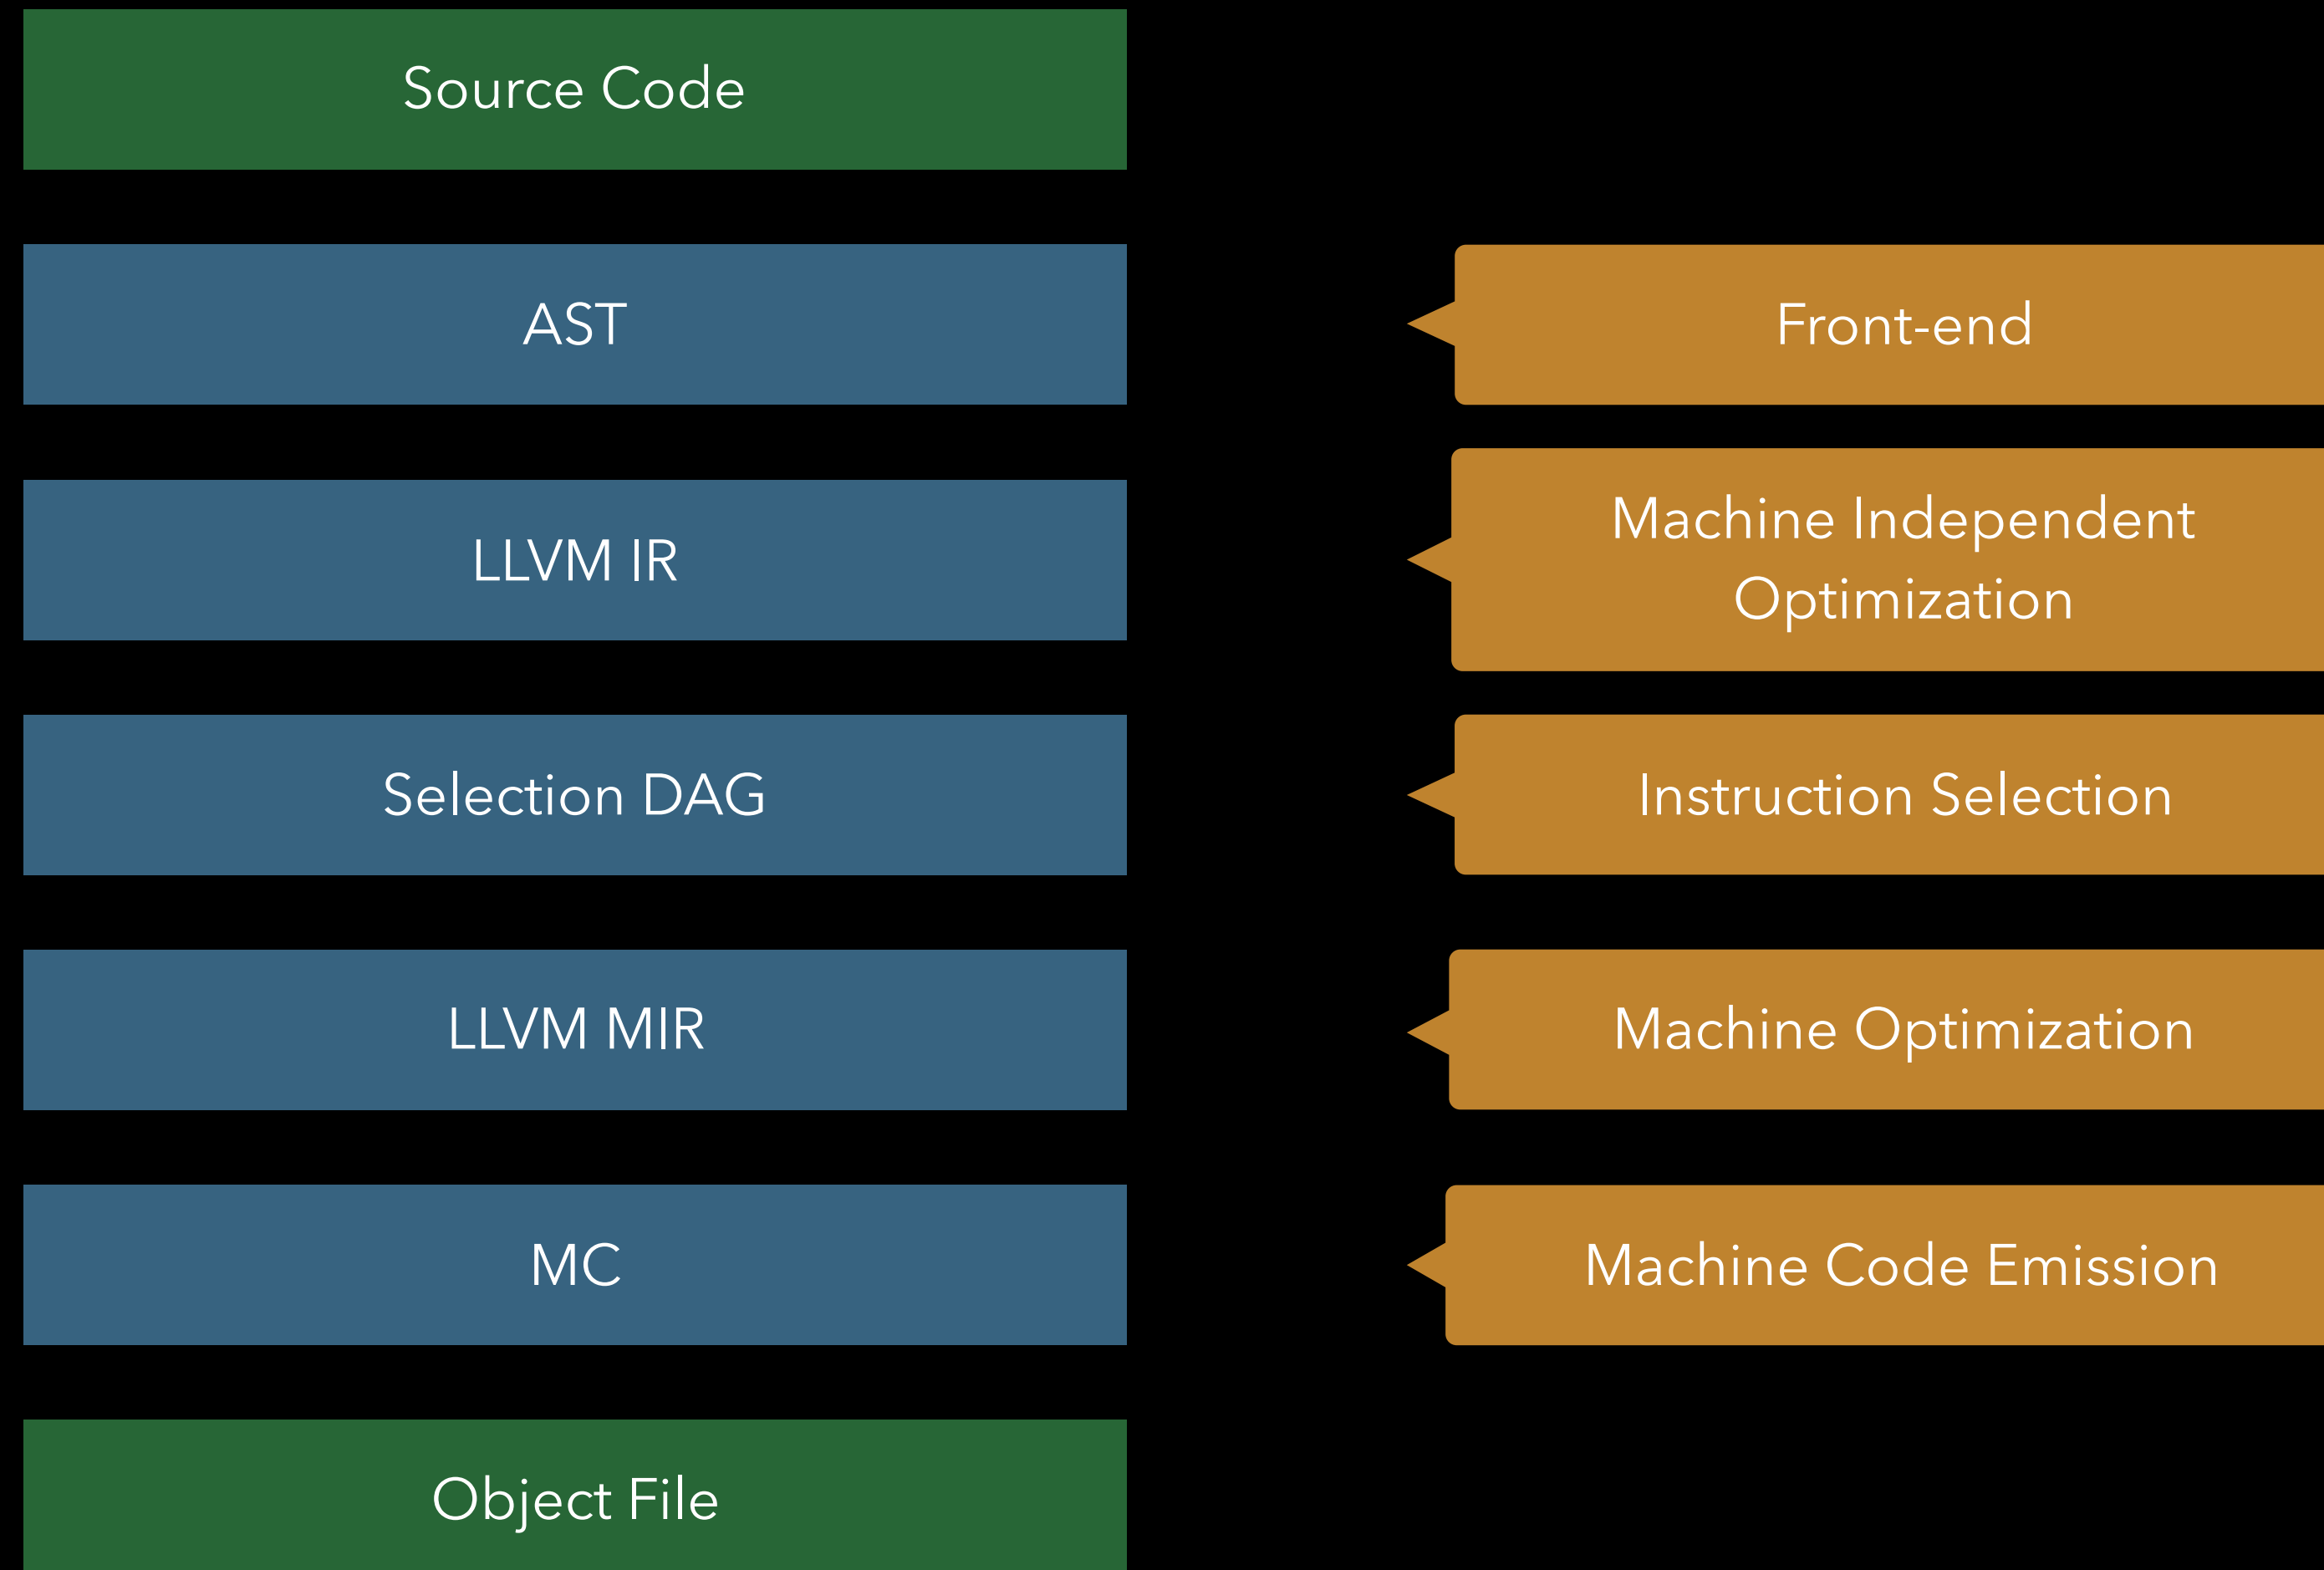 Source Code
AST
Front-end
LLVM IR
Machine Independent
Optimization
Selection DAG
Instruction Selection
LLVM MIR
Machine Optimization
MC
Machine Code Emission
Object File